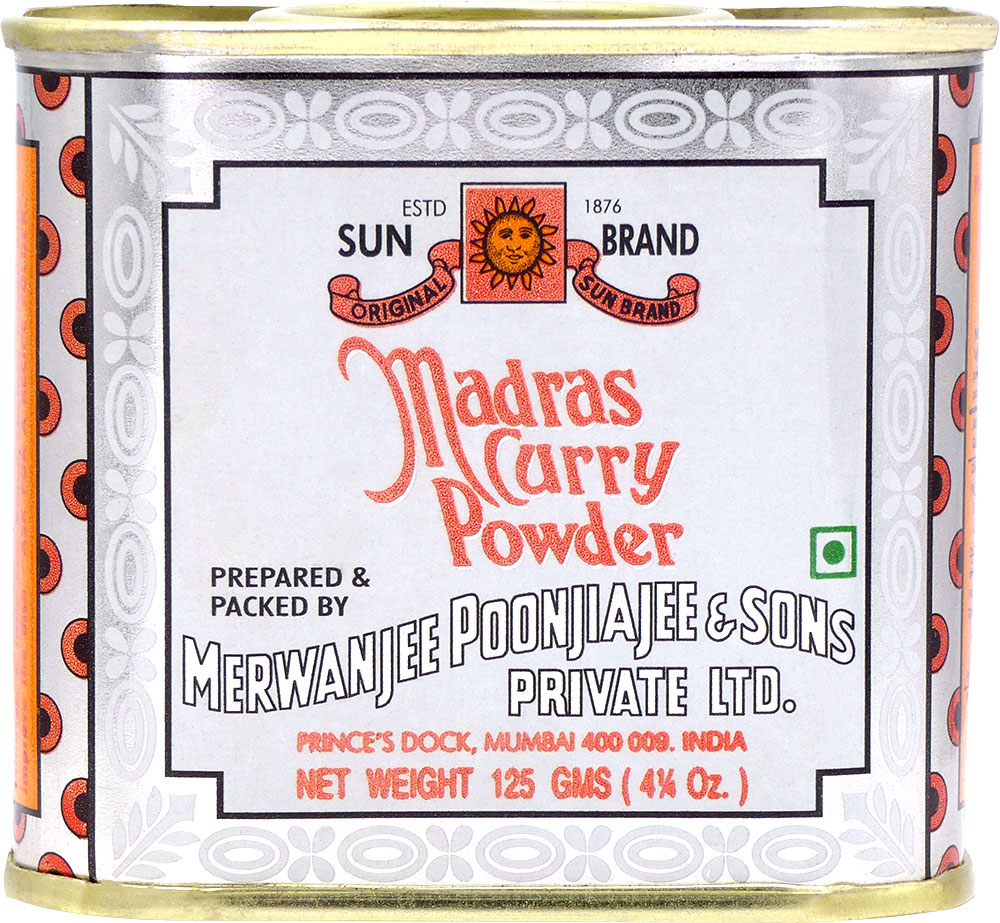 ESTD 1876
SUN BRAND
ORIGINAL SUN BRAND
Madras
Curry
Powder
PREPARED &
PACKED BY
MERWANJEE POONJIAJEE & SONS
PRIVATE LTD.
PRINCE'S DOCK, MUMBAI 400 009. INDIA
NET WEIGHT 125 GMS ( 4¼ Oz. )